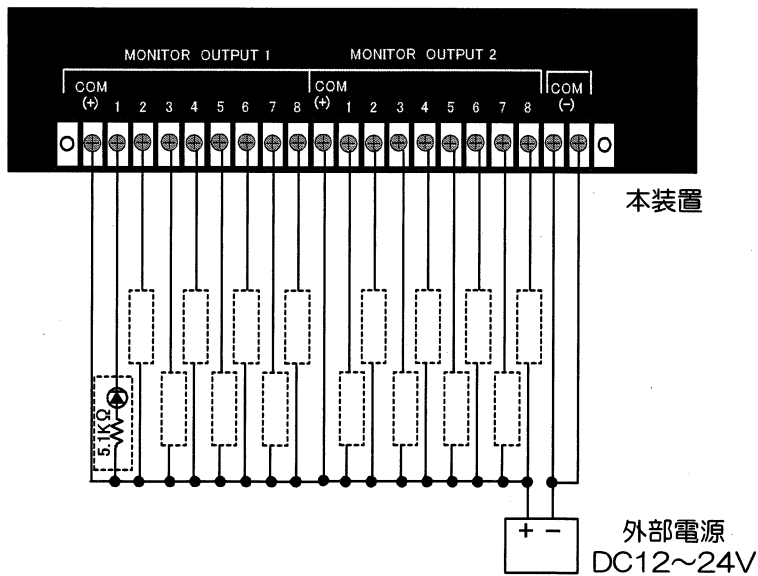 MONITOR OUTPUT 1
MONITOR OUTPUT 2
COM (+) 1 2 3 4 5 6 7 8 COM (+) 1 2 3 4 5 6 7 8 COM (-)
本装置
5.1KΩ
+ −
外部電源
DC12〜24V